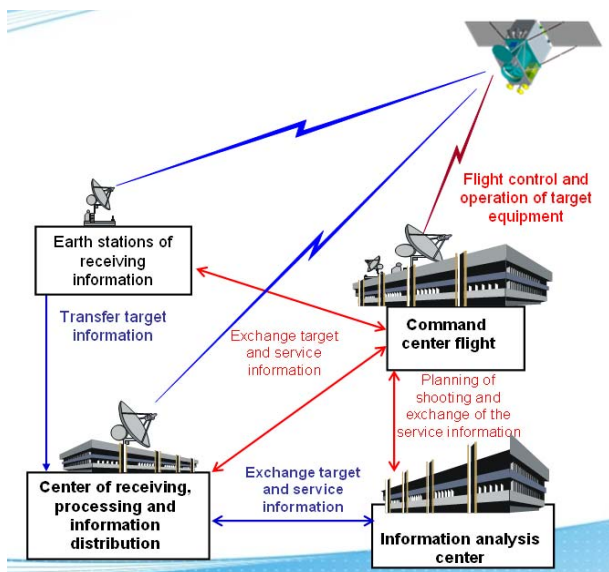 Flight control and
operation of target
equipment
Earth stations of
receiving
information
Transfer target
information
Exchange target
and service
information
Command
center flight
Planning of
shooting and
exchange of the
service information
Center of receiving,
processing and
information
distribution
Exchange target
and service
information
Information analysis
center